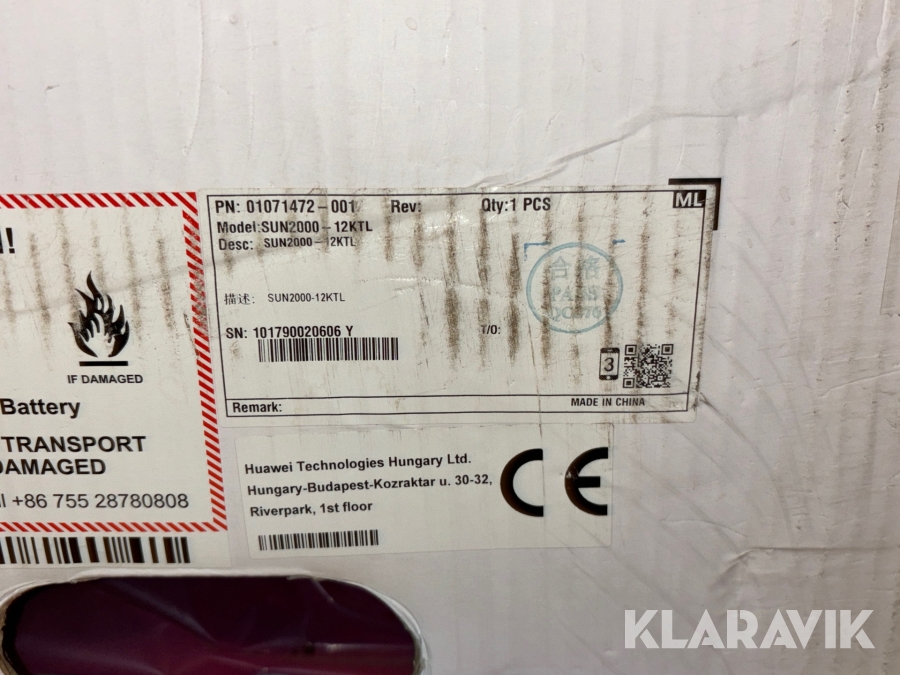 !
IF DAMAGED
Battery
TRANSPORT
DAMAGED
+86 755 28780808
PN: 01071472-001 Rev: Qty:1 PCS
ML
Model:SUN2000-12KTL
Desc: SUN2000-12KTL
合格
PASS
描述: SUN2000-12KTL
SN: 101790020606 Y T/O:
3
Remark: MADE IN CHINA
Huawei Technologies Hungary Ltd.
Hungary-Budapest-Kozraktar u. 30-32,
Riverpark, 1st floor
CE
KLARAVIK